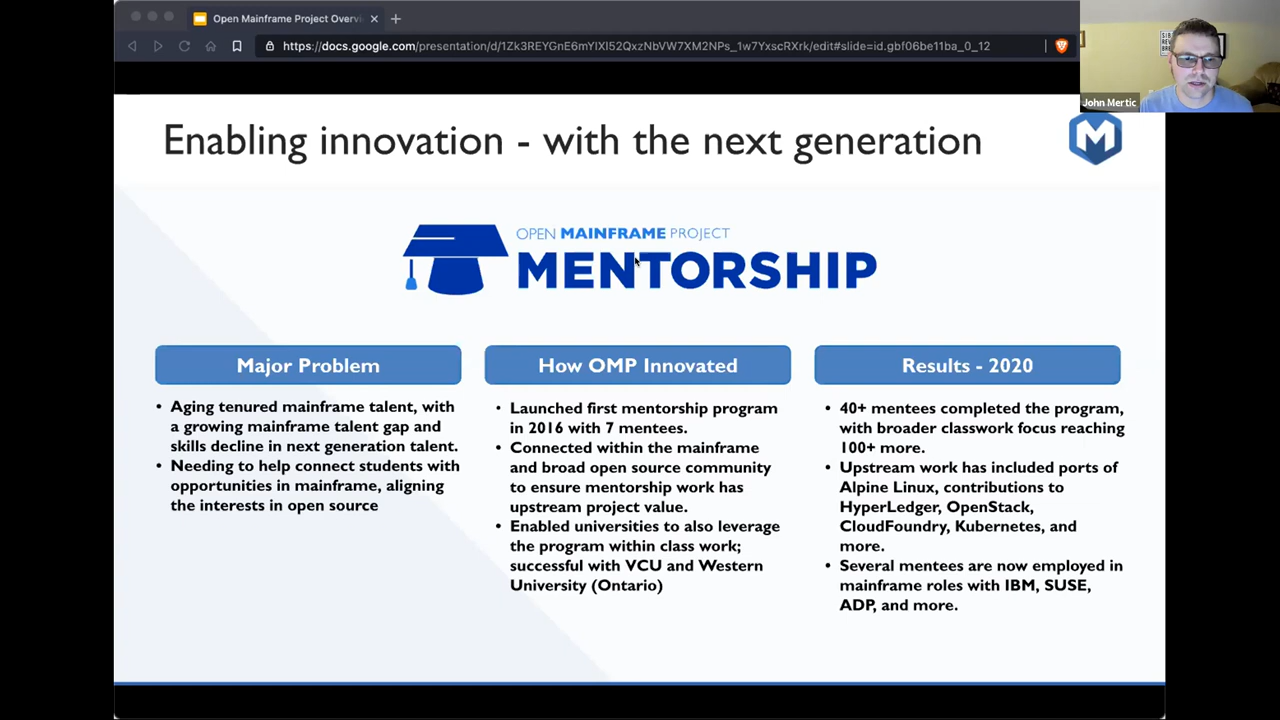 Open Mainframe Project Overvi
https://docs.google.com/presentation/d/1Zk3REYGnE6mYlXI52QxzNbVW7XM2NPs_1w7YxscRXrk/edit#slide=id.gbf06be11ba_0_12
John Mertic
Enabling innovation - with the next generation
OPEN MAINFRAME PROJECT
MENTORSHIP
Major Problem
• Aging tenured mainframe talent, with
a growing mainframe talent gap and
skills decline in next generation talent.
• Needing to help connect students with
opportunities in mainframe, aligning
the interests in open source
How OMP Innovated
• Launched first mentorship program
in 2016 with 7 mentees.
• Connected within the mainframe
and broad open source community
to ensure mentorship work has
upstream project value.
• Enabled universities to also leverage
the program within class work;
successful with VCU and Western
University (Ontario)
Results - 2020
• 40+ mentees completed the program,
with broader classwork focus reaching
100+ more.
• Upstream work has included ports of
Alpine Linux, contributions to
HyperLedger, OpenStack,
CloudFoundry, Kubernetes, and
more.
• Several mentees are now employed in
mainframe roles with IBM, SUSE,
ADP, and more.